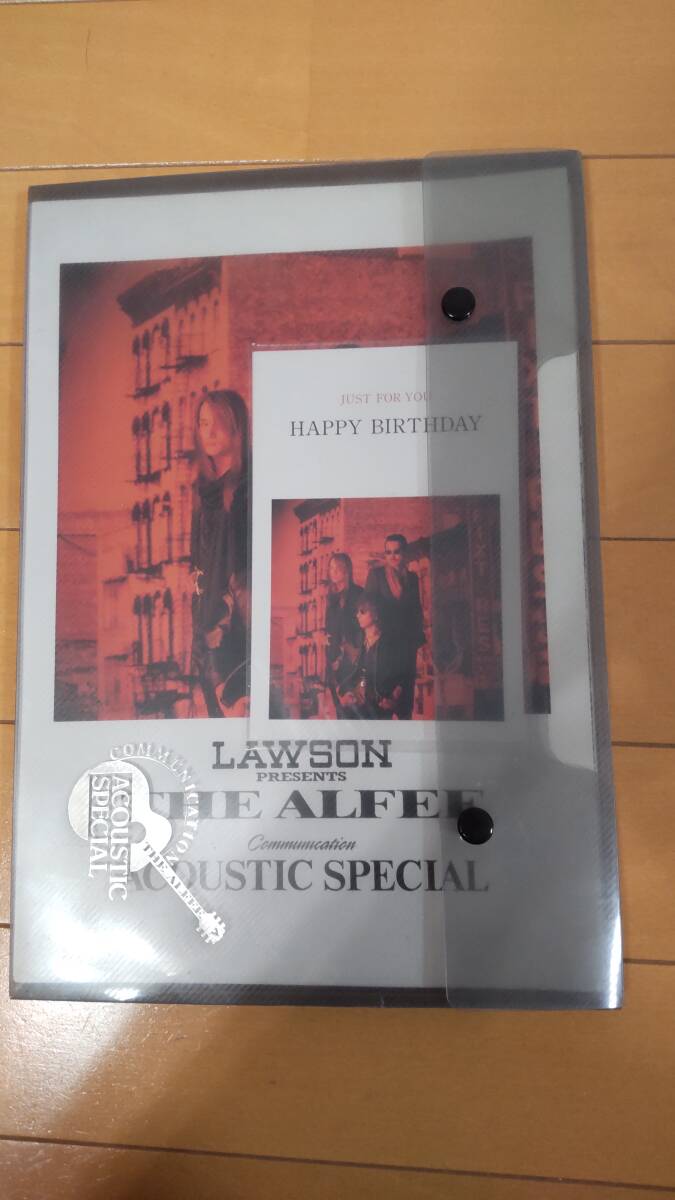 JUST FOR YOU
HAPPY BIRTHDAY
LAWSON
PRESENTS
THE ALFEE
Communication
ACOUSTIC SPECIAL
COMMUNICATION
ACOUSTIC
SPECIAL
THE ALFEE